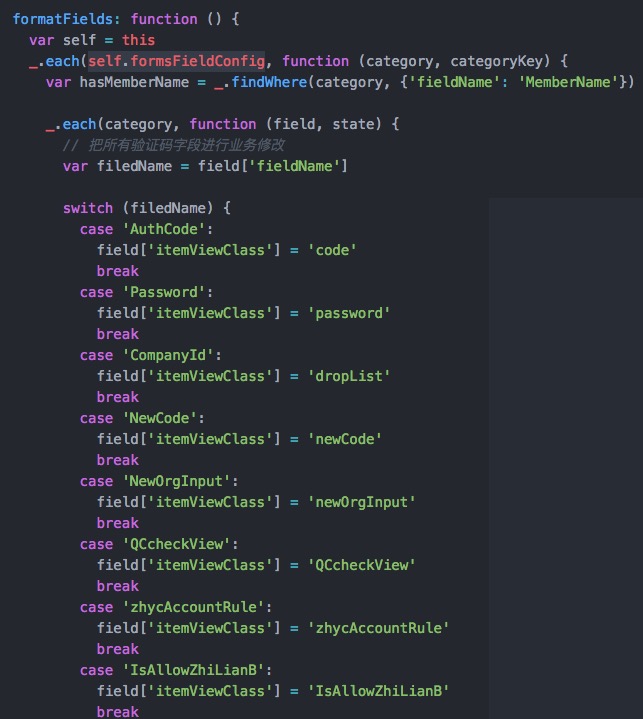 formatFields: function () {
var self = this
_.each(self.formsFieldConfig, function (category, categoryKey) {
var hasMemberName = _.findWhere(category, {'fieldName': 'MemberName'})
_.each(category, function (field, state) {
// 把所有验证码字段进行业务修改
var filedName = field['fieldName']
switch (filedName) {
case 'AuthCode':
field['itemViewClass'] = 'code'
break
case 'Password':
field['itemViewClass'] = 'password'
break
case 'CompanyId':
field['itemViewClass'] = 'dropList'
break
case 'NewCode':
field['itemViewClass'] = 'newCode'
break
case 'NewOrgInput':
field['itemViewClass'] = 'newOrgInput'
break
case 'QCcheckView':
field['itemViewClass'] = 'QCcheckView'
break
case 'zhycAccountRule':
field['itemViewClass'] = 'zhycAccountRule'
break
case 'IsAllowZhiLianB':
field['itemViewClass'] = 'IsAllowZhiLianB'
break